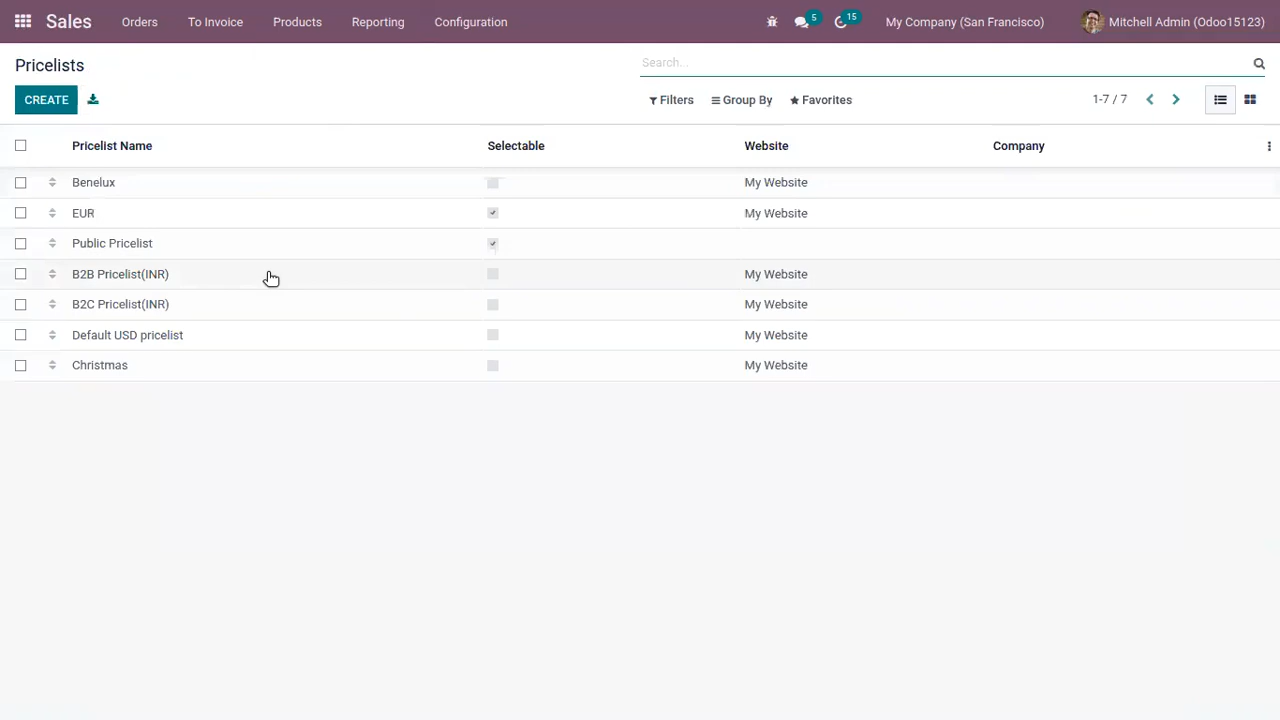 Sales Orders To Invoice Products Reporting Configuration 5 15 My Company (San Francisco) Mitchell Admin (Odoo15123)
Pricelists Search...
CREATE Filters Group By Favorites 1-7 / 7
Pricelist Name Selectable Website Company
Benelux My Website
EUR My Website
Public Pricelist
B2B Pricelist(INR) My Website
B2C Pricelist(INR) My Website
Default USD pricelist My Website
Christmas My Website